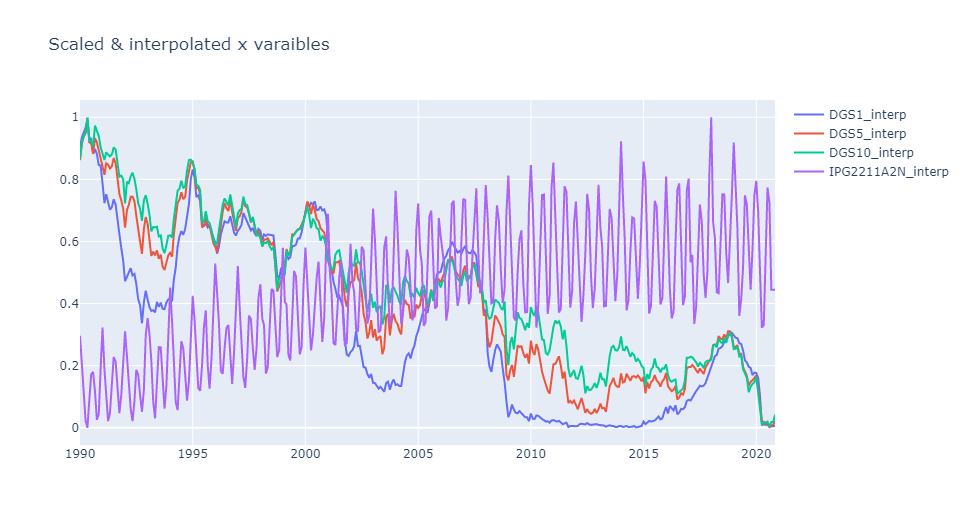 Scaled & interpolated x varaibles
1
0.8
0.6
0.4
0.2
0
1990
1995
2000
2005
2010
2015
2020
DGS1_interp
DGS5_interp
DGS10_interp
IPG2211A2N_interp